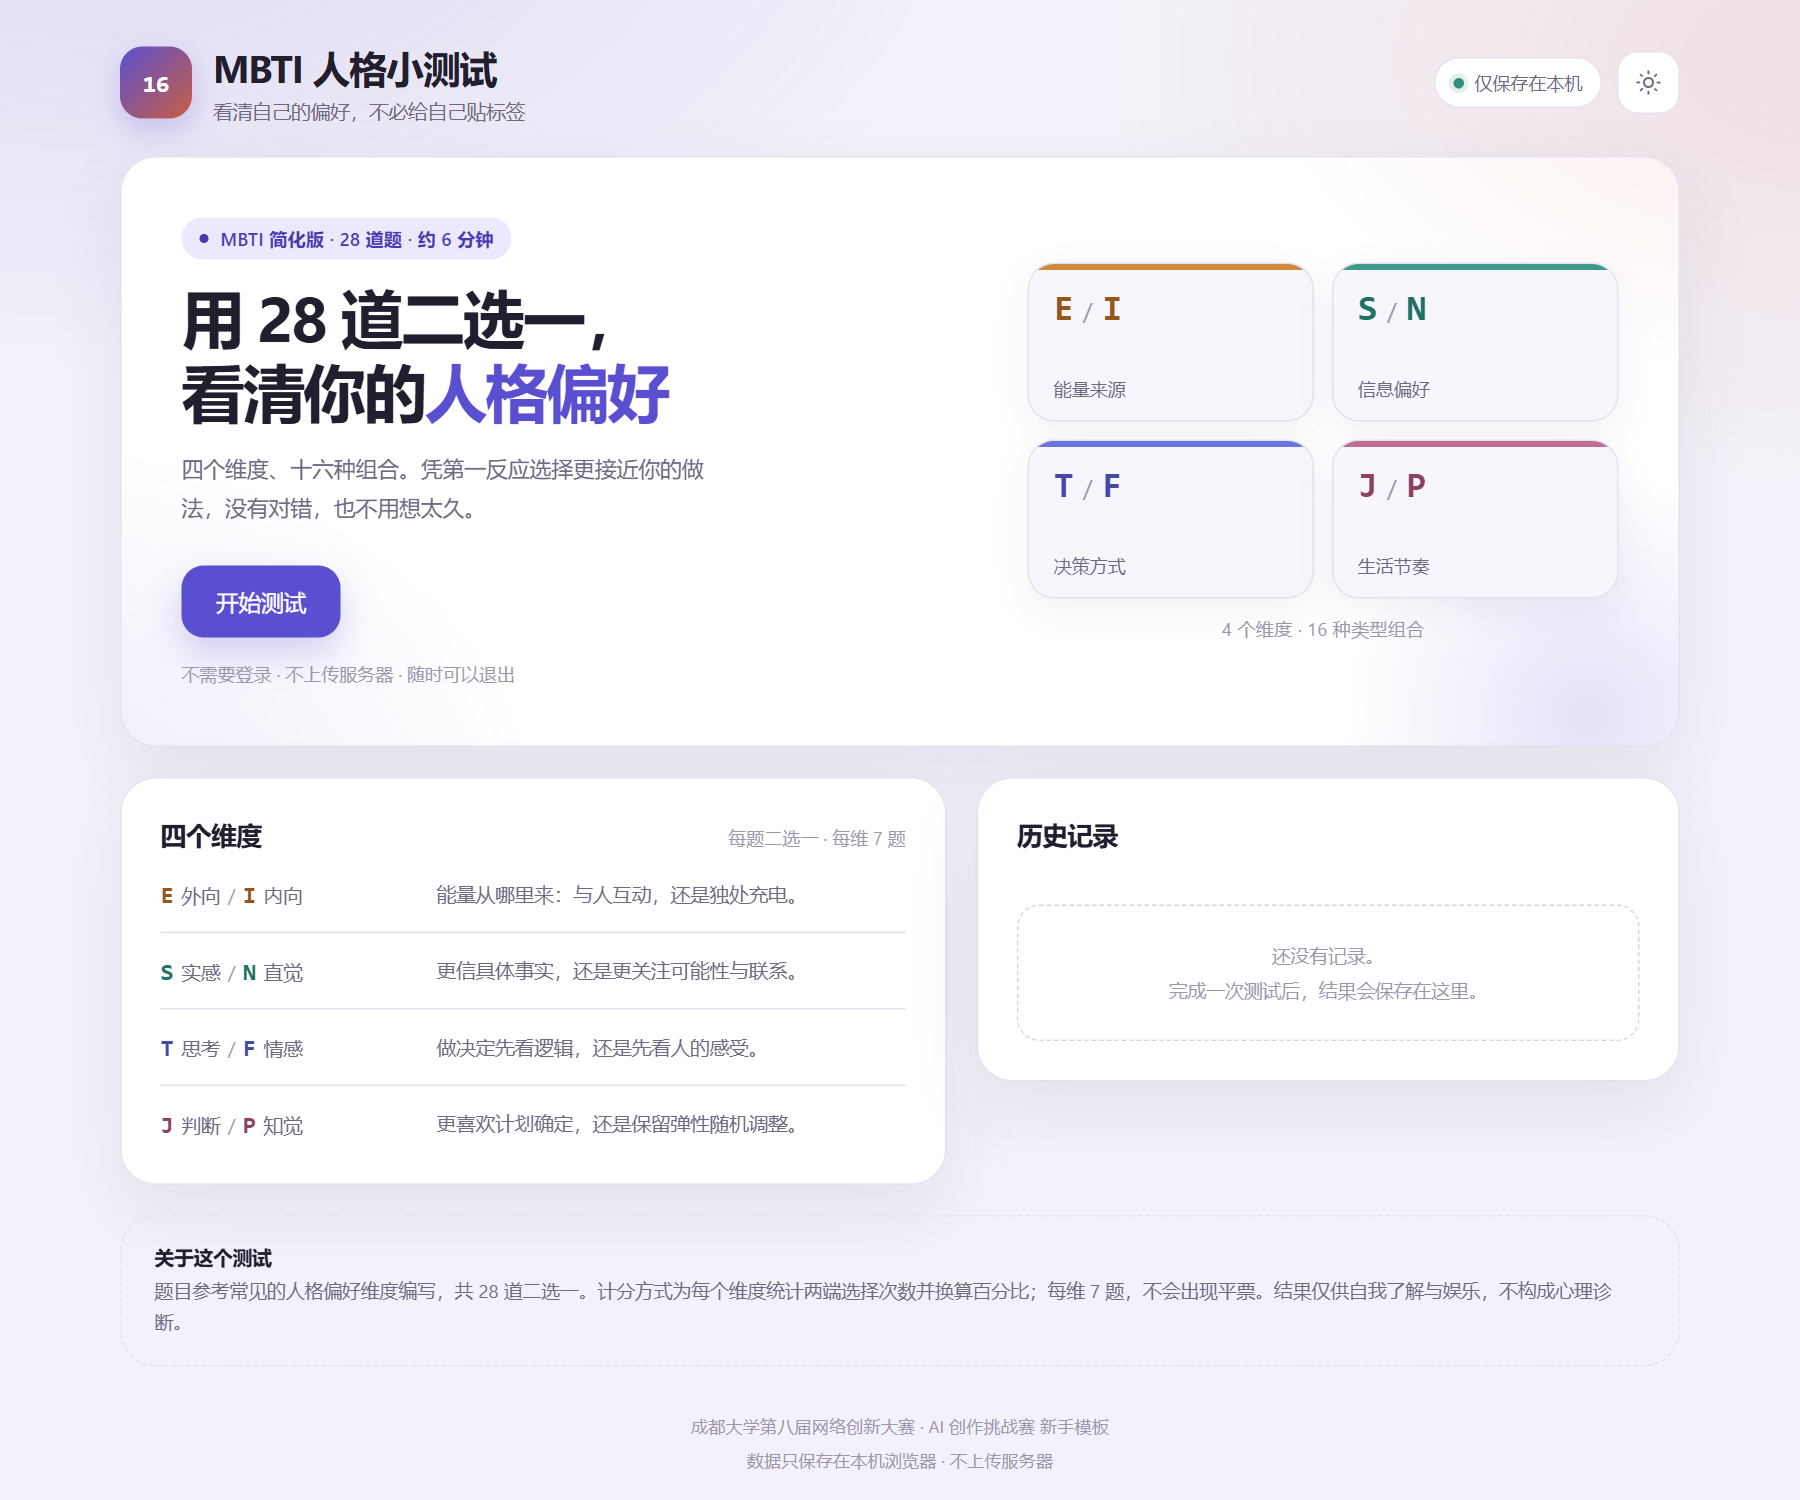 16
MBTI 人格小测试
看清自己的偏好，不必给自己贴标签
仅保存在本机
MBTI 简化版 · 28 道题 · 约 6 分钟
用 28 道二选一，
看清你的人格偏好
四个维度、十六种组合。凭第一反应选择更接近你的做
法，没有对错，也不用想太久。
开始测试
不需要登录 · 不上传服务器 · 随时可以退出
E / I
能量来源
S / N
信息偏好
T / F
决策方式
J / P
生活节奏
4 个维度 · 16 种类型组合
四个维度
每题二选一 · 每维 7 题
E 外向 / I 内向
能量从哪里来：与人互动，还是独处充电。
S 实感 / N 直觉
更信具体事实，还是更关注可能性与联系。
T 思考 / F 情感
做决定先看逻辑，还是先看人的感受。
J 判断 / P 知觉
更喜欢计划确定，还是保留弹性随机调整。
历史记录
还没有记录。
完成一次测试后，结果会保存在这里。
关于这个测试
题目参考常见的人格偏好维度编写，共 28 道二选一。计分方式为每个维度统计两端选择次数并换算百分比；每维 7 题，不会出现平票。结果仅供自我了解与娱乐，不构成心理诊
断。
成都大学第八届网络创新大赛 · AI 创作挑战赛 新手模板
数据只保存在本机浏览器 · 不上传服务器